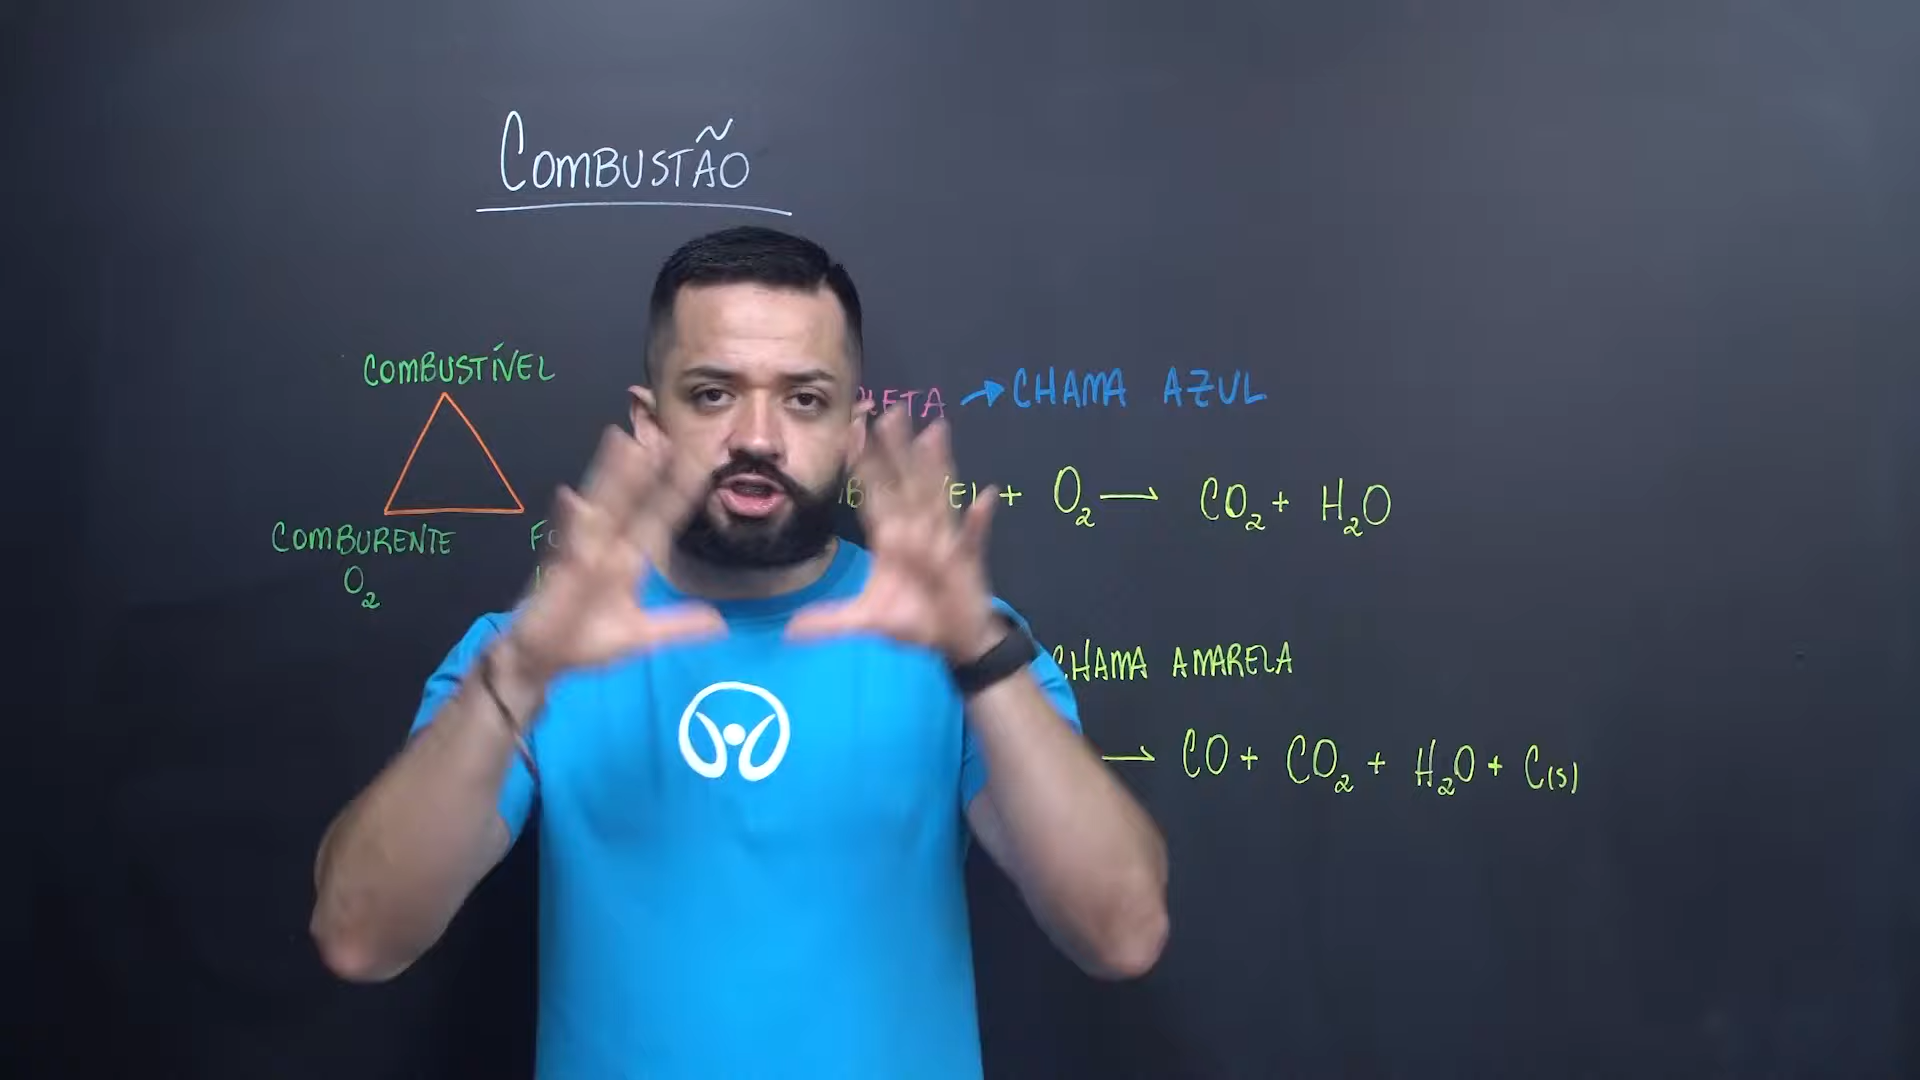 COMBUSTÃO
COMBUSTÍVEL
COMBURENTE
O₂
→ CHAMA AZUL
+ O₂ → CO₂ + H₂O
CHAMA AMARELA
→ CO + CO₂ + H₂O + C(s)